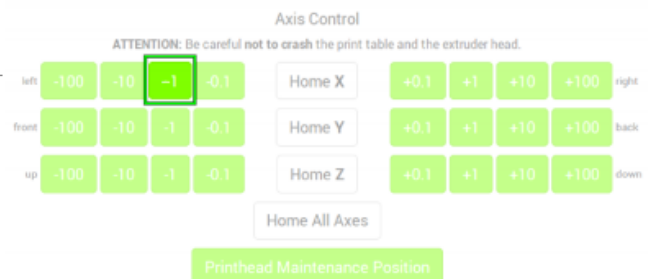 Axis Control
ATTENTION: Be careful not to crash the print table and the extruder head.
left -100 -10 -1 -0.1 Home X +0.1 +1 +10 +100 right
front -100 -10 -1 -0.1 Home Y +0.1 +1 +10 +100 back
up -100 -10 -1 -0.1 Home Z +0.1 +1 +10 +100 down
Home All Axes
Printhead Maintenance Position